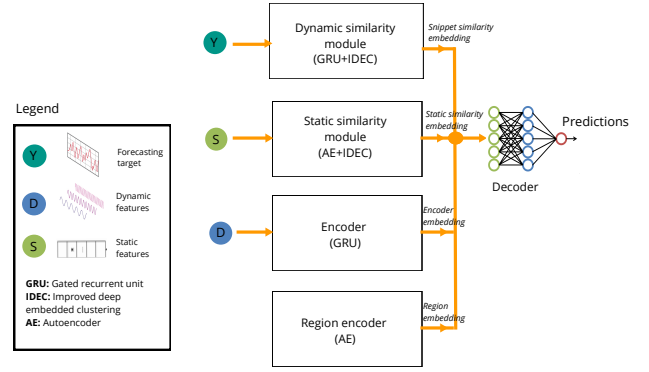 Dynamic similarity
module
(GRU+IDEC)
Snippet similarity
embedding
Y
Legend
Y
Forecasting
target
D
Dynamic
features
S
Static
features
GRU: Gated recurrent unit
IDEC: Improved deep
embedded clustering
AE: Autoencoder
S
Static similarity
module
(AE+IDEC)
Static similarity
embedding
Predictions
Decoder
D
Encoder
(GRU)
Encoder
embedding
Region encoder
(AE)
Region
embedding